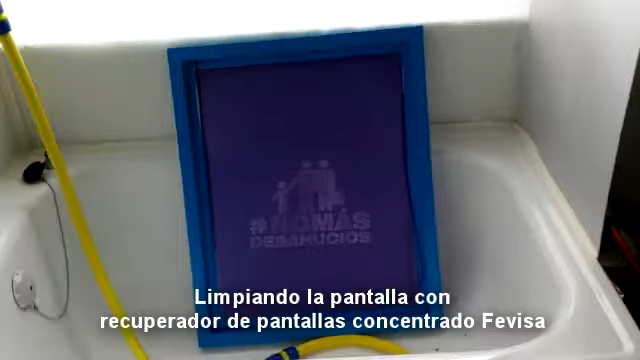 #NOMÁS
DESAHUCIOS
Limpiando la pantalla con
recuperador de pantallas concentrado Fevisa